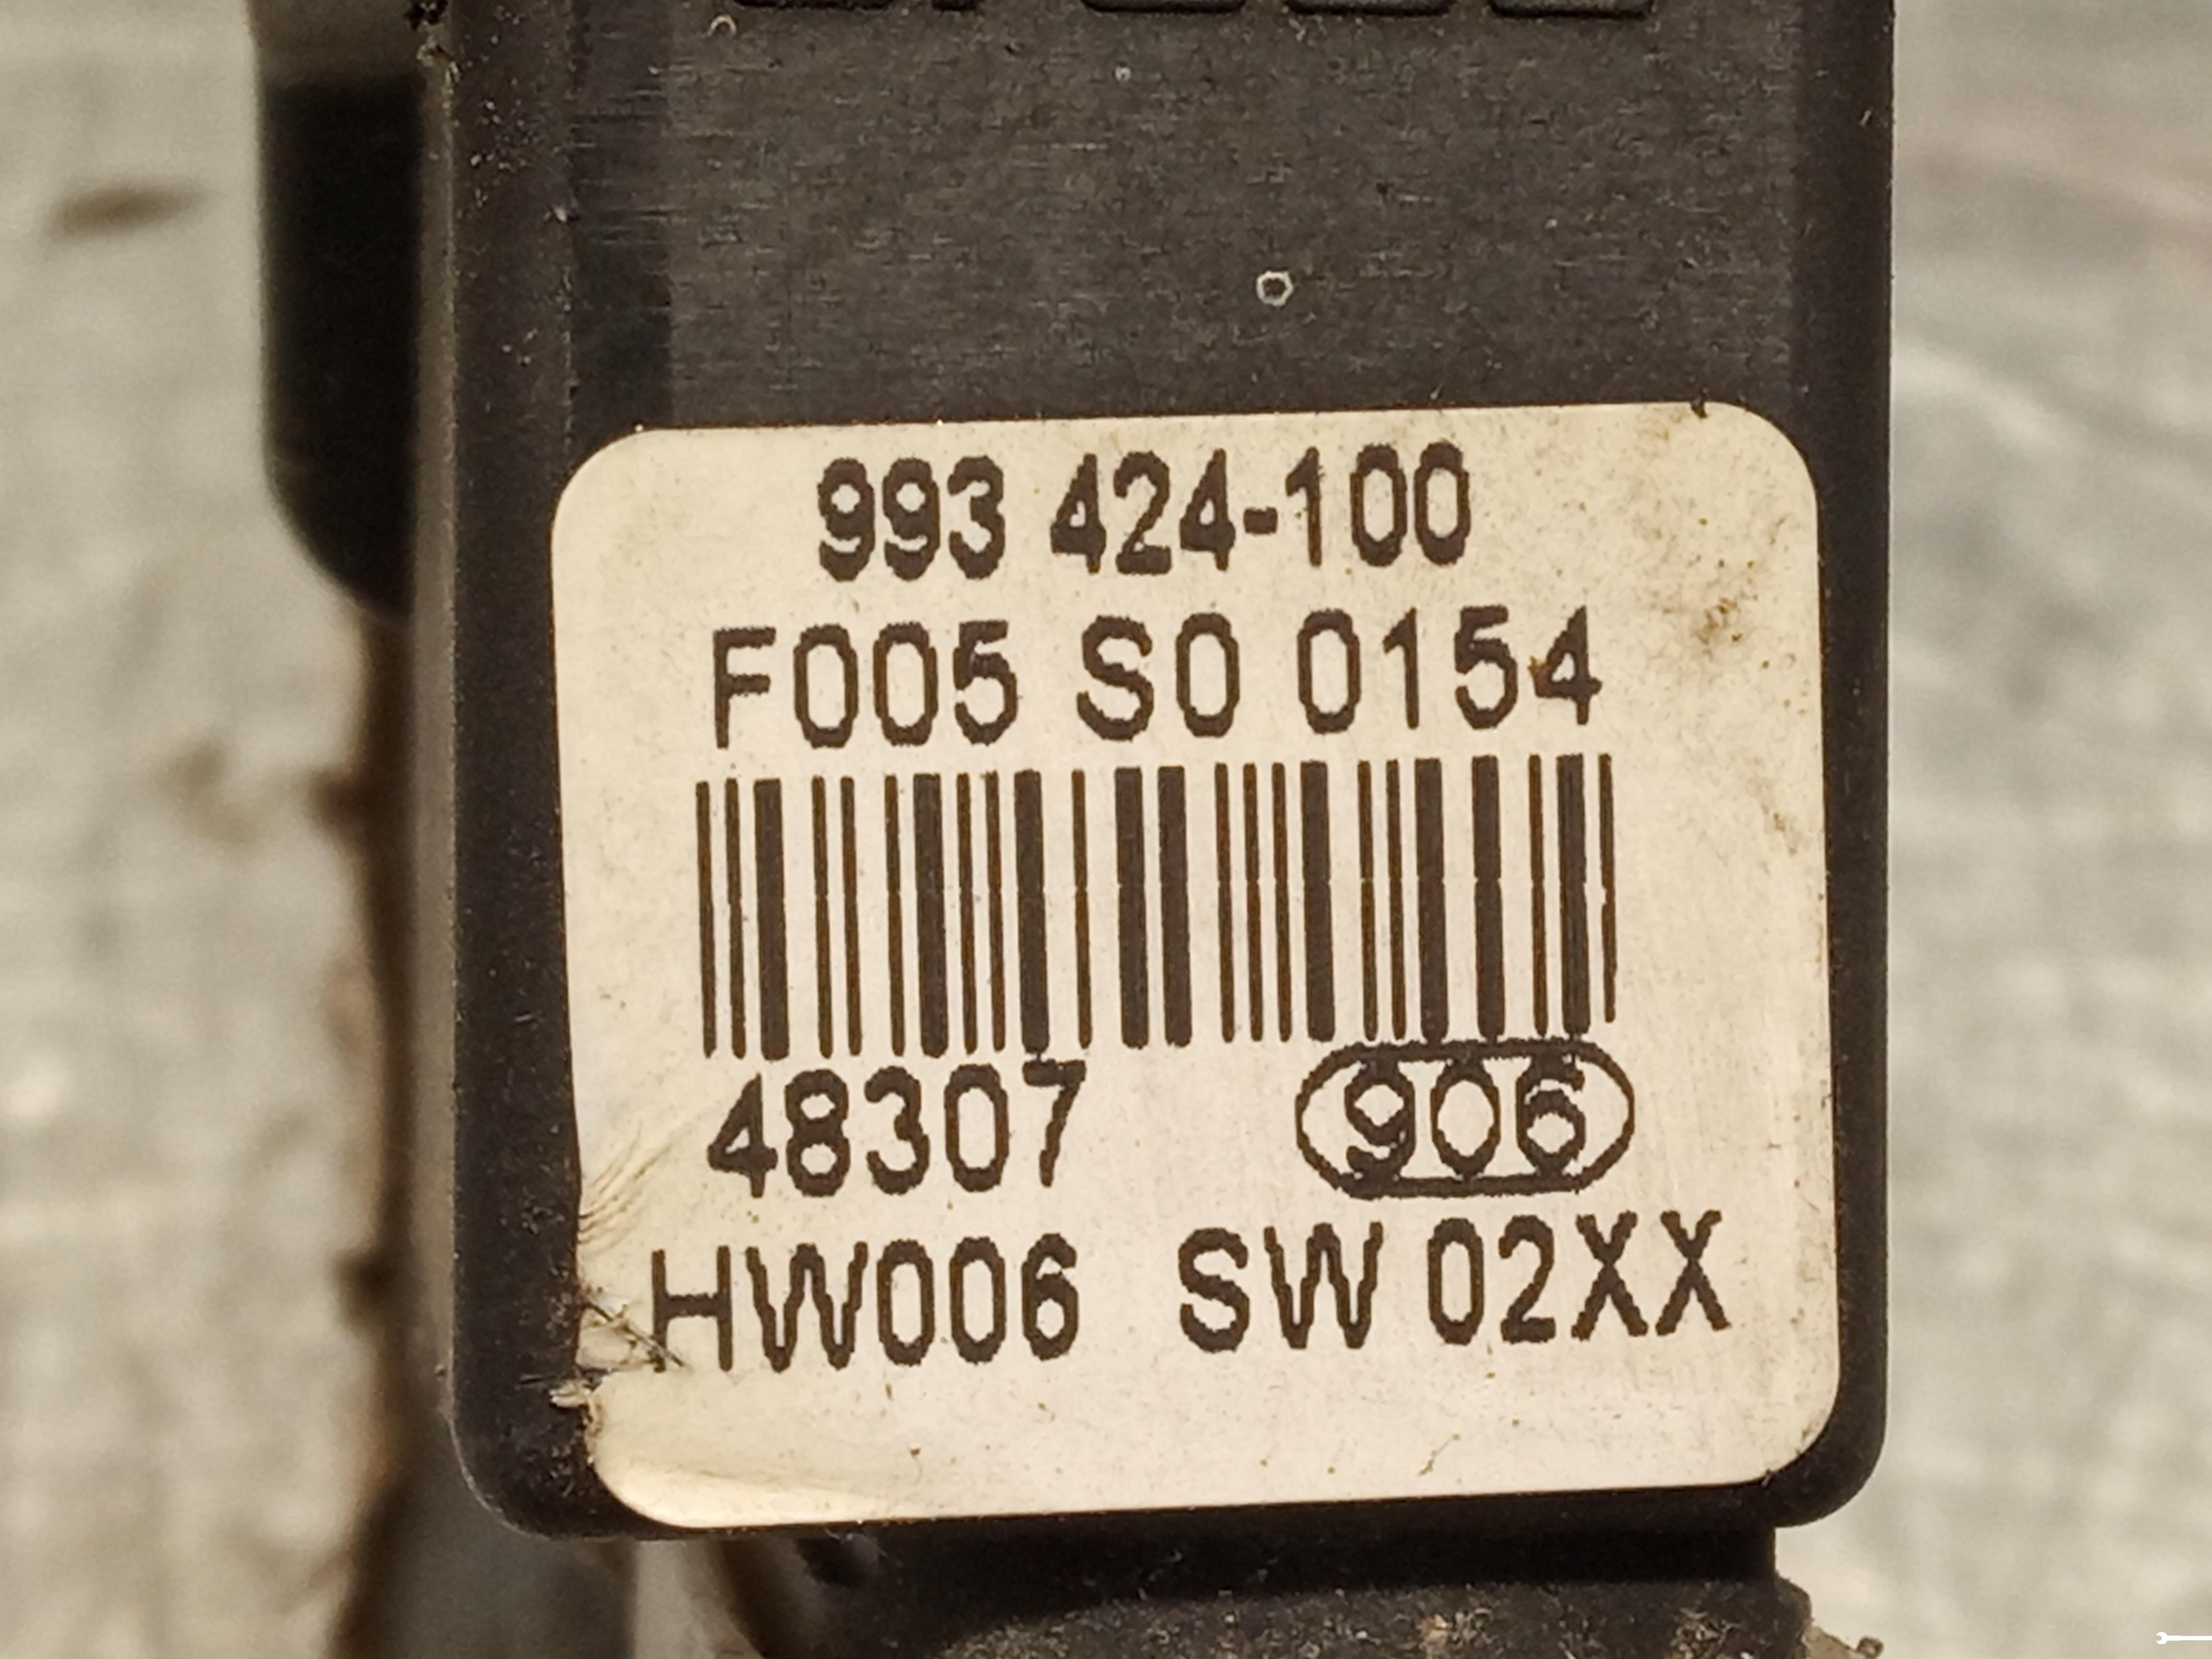 993 424-100
F005 S0 0154
48307 906
HW006 SW 02XX